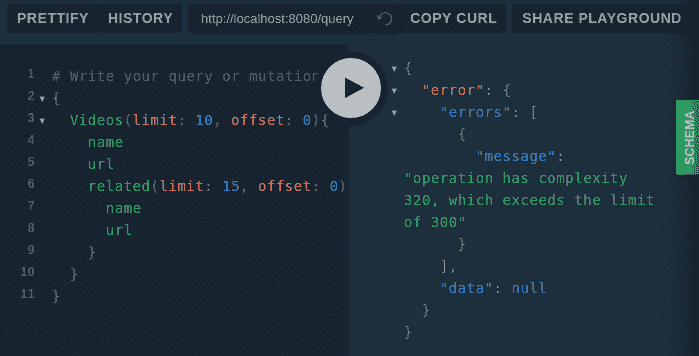 PRETTIFY HISTORY http://localhost:8080/query COPY CURL SHARE PLAYGROUND
1 # Write your query or mutation
2 {
3 Videos(limit: 10, offset: 0){
4 name
5 url
6 related(limit: 15, offset: 0)
7 name
8 url
9 }
10 }
11 }
{
"error": {
"errors": [
{
"message":
"operation has complexity
320, which exceeds the limit
of 300"
}
],
"data": null
}
}
SCHEMA